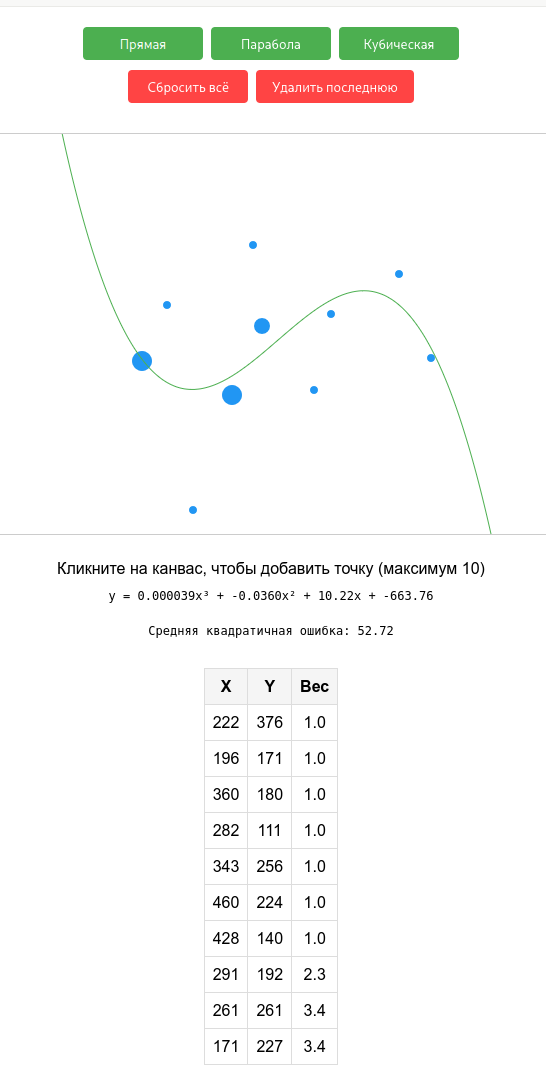 Прямая Парабола Кубическая
Сбросить всё Удалить последнюю
Кликните на канвас, чтобы добавить точку (максимум 10)
y = 0.000039x³ + -0.0360x² + 10.22x + -663.76
Средняя квадратичная ошибка: 52.72
X Y Вес
222 376 1.0
196 171 1.0
360 180 1.0
282 111 1.0
343 256 1.0
460 224 1.0
428 140 1.0
291 192 2.3
261 261 3.4
171 227 3.4